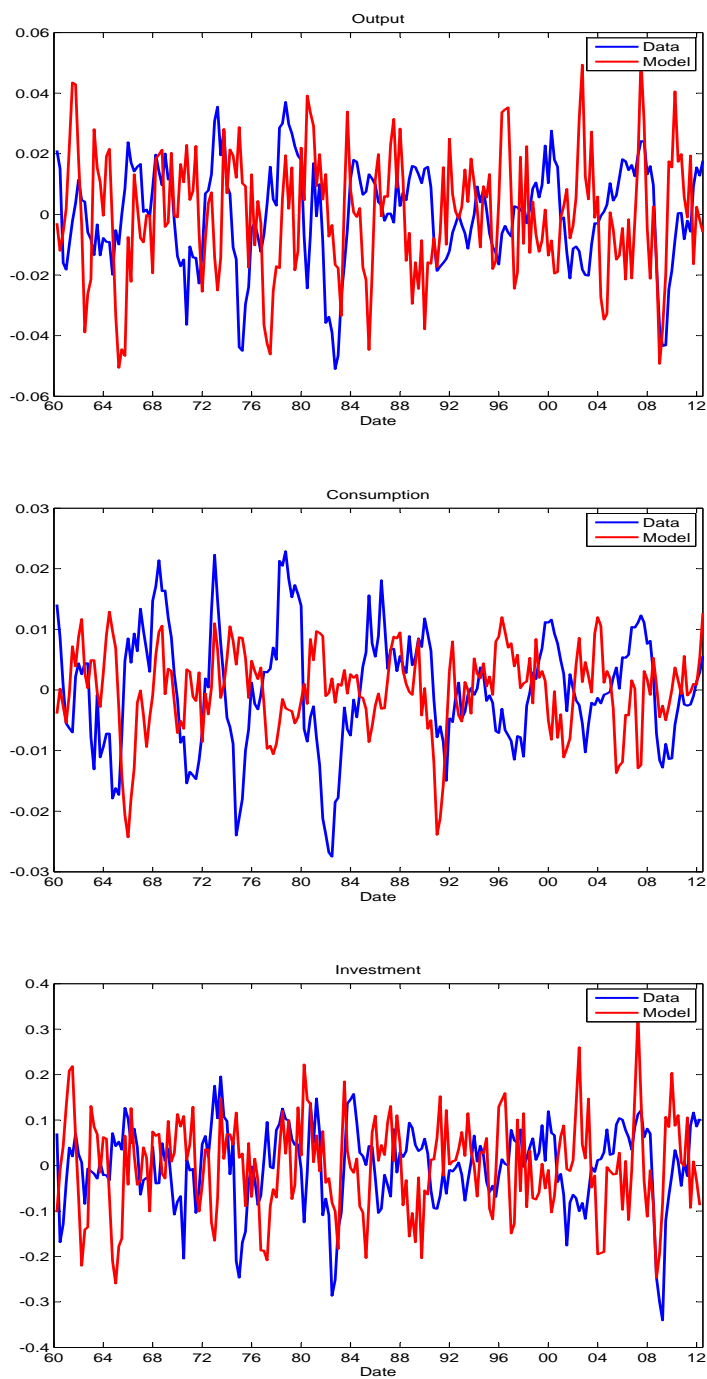 Output
0.06
0.04
0.02
0
-0.02
-0.04
-0.06
Data
Model
60 64 68 72 76 80 84 88 92 96 00 04 08 12
Date
Consumption
0.03
0.02
0.01
0
-0.01
-0.02
-0.03
Data
Model
60 64 68 72 76 80 84 88 92 96 00 04 08 12
Date
Investment
0.4
0.3
0.2
0.1
0
-0.1
-0.2
-0.3
-0.4
Data
Model
60 64 68 72 76 80 84 88 92 96 00 04 08 12
Date